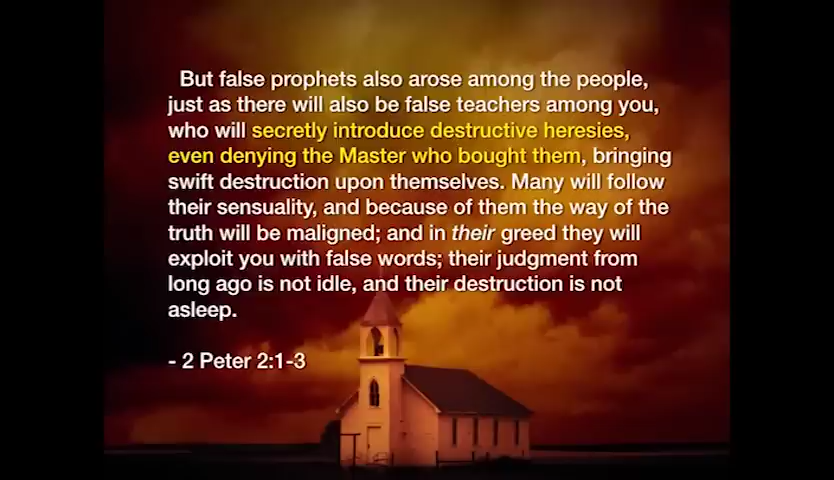 But false prophets also arose among the people,
just as there will also be false teachers among you,
who will secretly introduce destructive heresies,
even denying the Master who bought them, bringing
swift destruction upon themselves. Many will follow
their sensuality, and because of them the way of the
truth will be maligned; and in their greed they will
exploit you with false words; their judgment from
long ago is not idle, and their destruction is not
asleep.
- 2 Peter 2:1-3